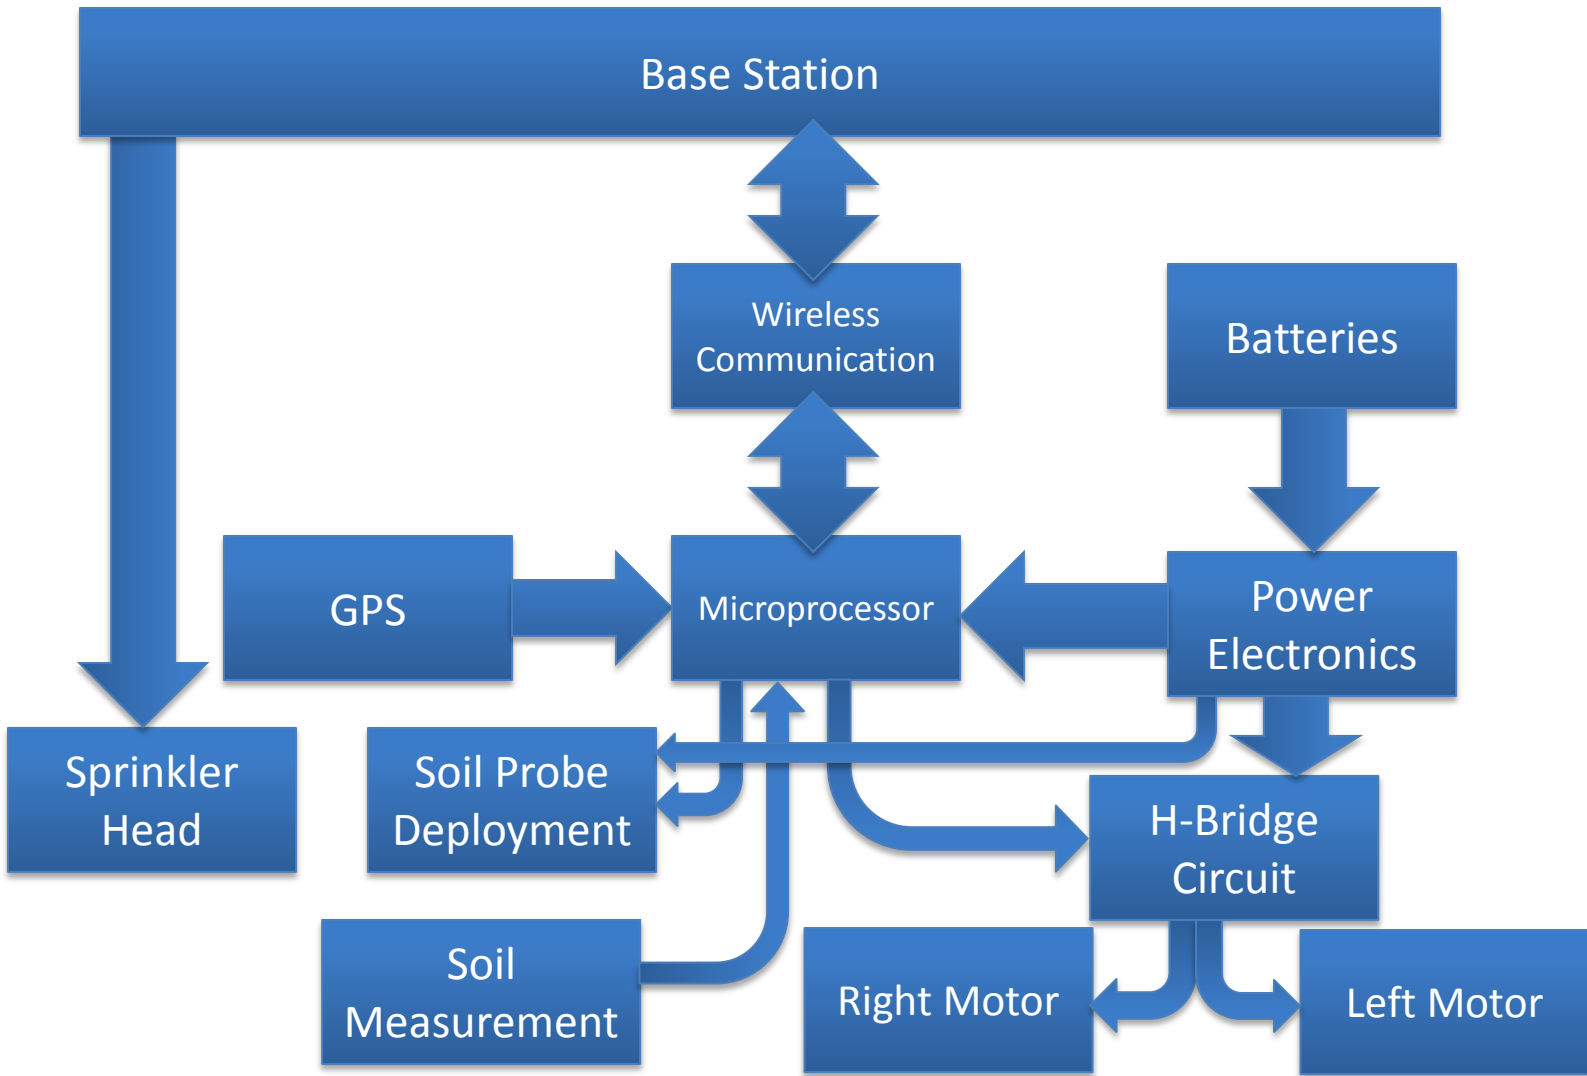 Base Station
Wireless
Communication
Batteries
GPS
Microprocessor
Power
Electronics
Sprinkler
Head
Soil Probe
Deployment
H-Bridge
Circuit
Soil
Measurement
Right Motor
Left Motor